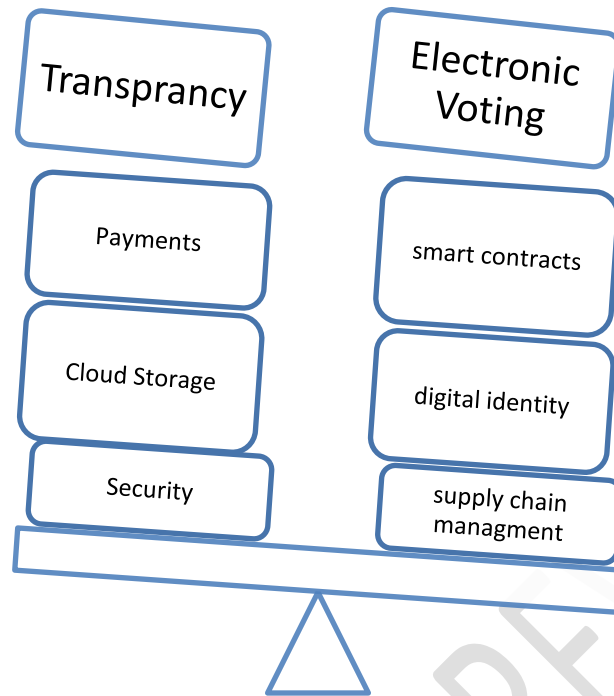 Transprancy
Electronic
Voting
Payments
smart contracts
Cloud Storage
digital identity
Security
supply chain
managment